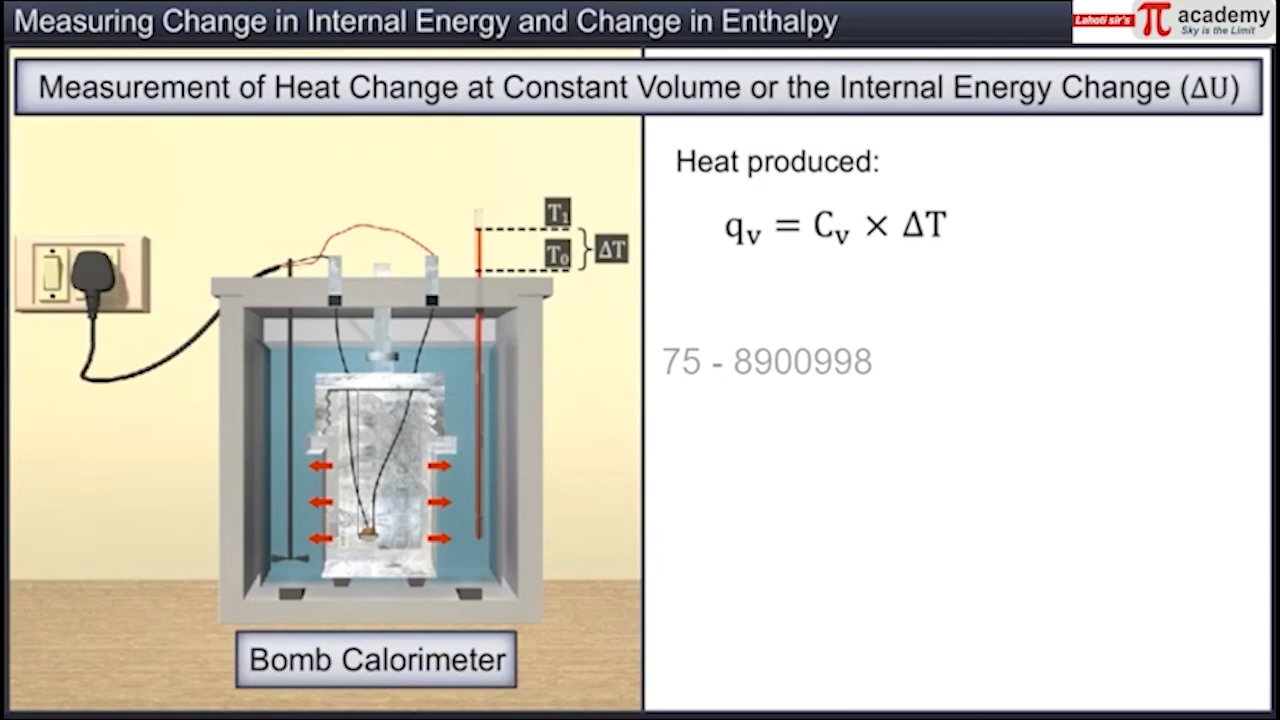 Measuring Change in Internal Energy and Change in Enthalpy
Lahoti sir's
π academy
Sky is the Limit
Measurement of Heat Change at Constant Volume or the Internal Energy Change (ΔU)
Heat produced:
qᵥ = Cᵥ × ΔT
T₁
T₀
ΔT
75 - 8900998
Bomb Calorimeter